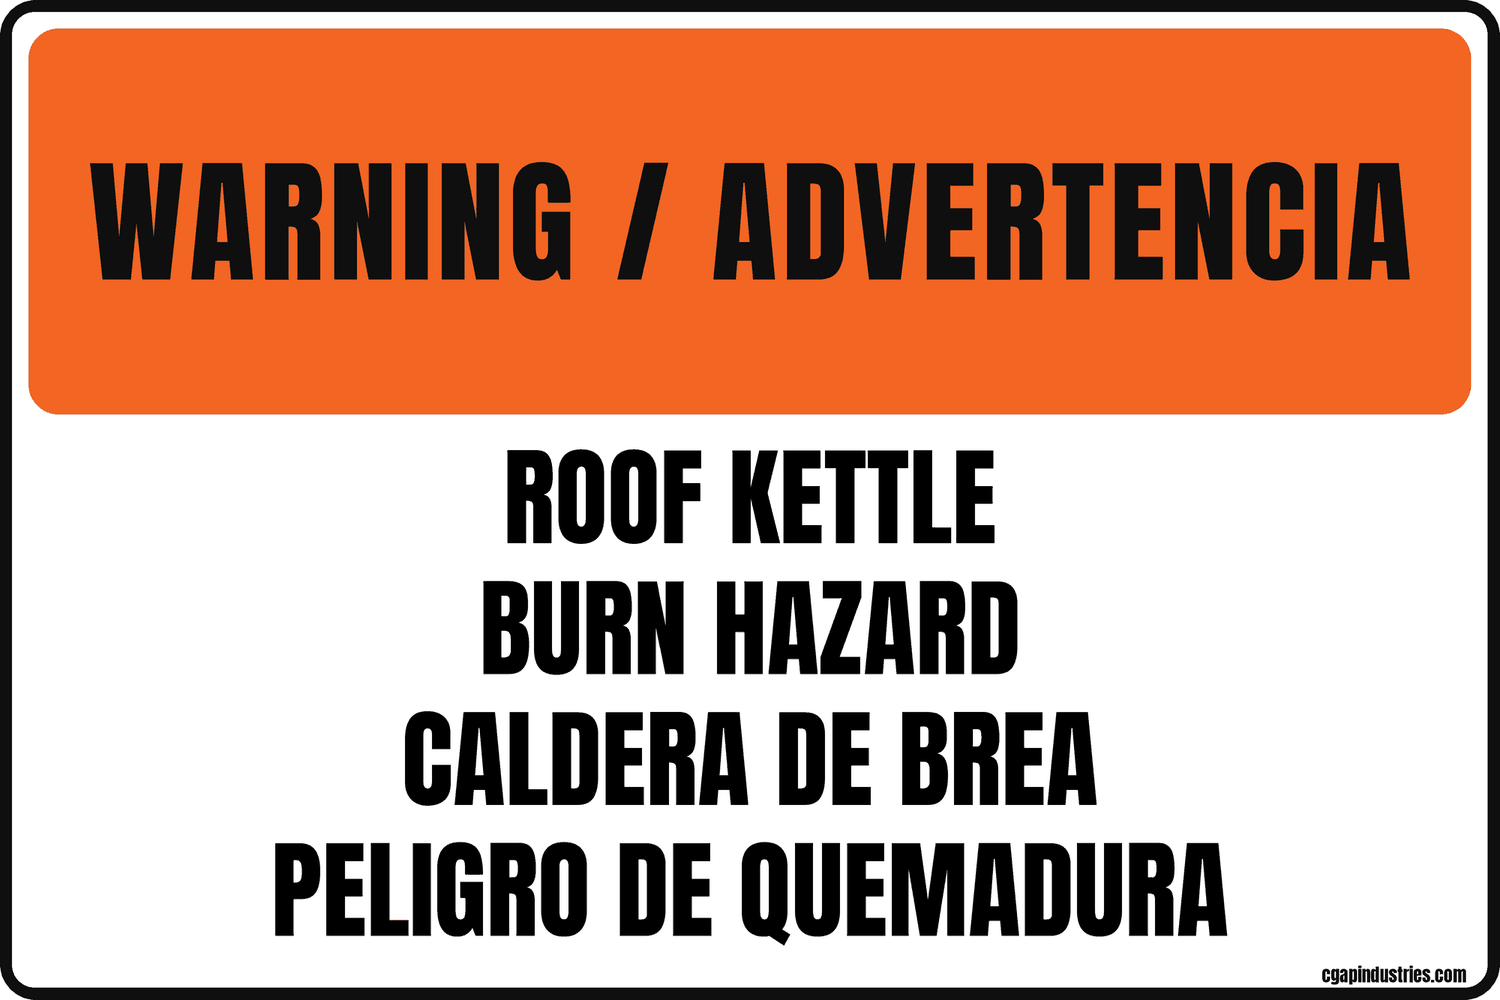 WARNING / ADVERTENCIA
ROOF KETTLE
BURN HAZARD
CALDERA DE BREA
PELIGRO DE QUEMADURA
cgapindustries.com